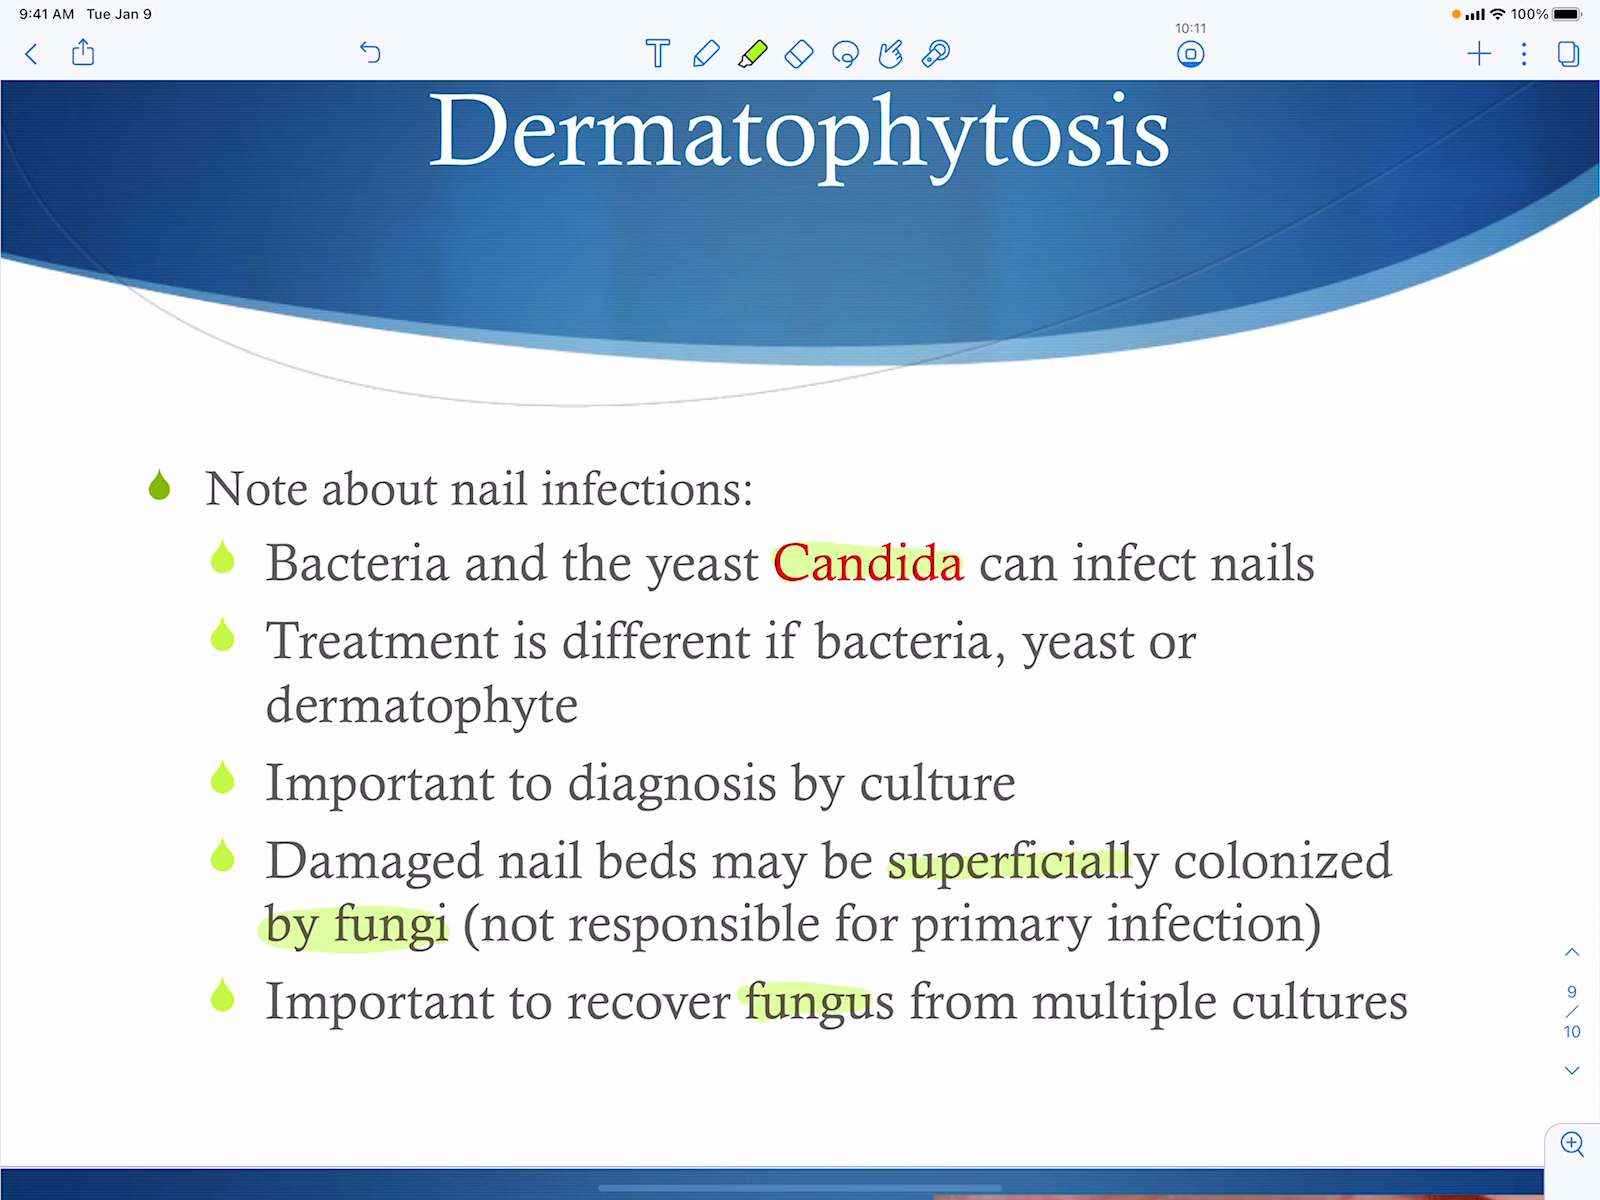 9:41 AM Tue Jan 9
100%
10:11
Dermatophytosis
Note about nail infections:
Bacteria and the yeast Candida can infect nails
Treatment is different if bacteria, yeast or
dermatophyte
Important to diagnosis by culture
Damaged nail beds may be superficially colonized
by fungi (not responsible for primary infection)
Important to recover fungus from multiple cultures
9
/
10